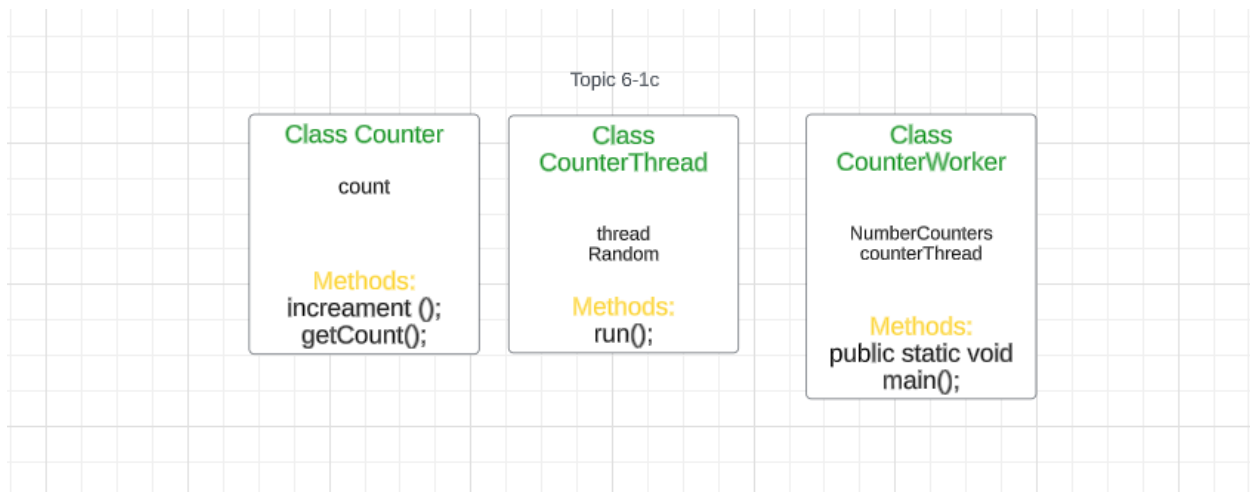 Topic 6-1c
Class Counter
count
Methods:
increament ();
getCount();
Class
CounterThread
thread
Random
Methods:
run();
Class
CounterWorker
NumberCounters
counterThread
Methods:
public static void
main();